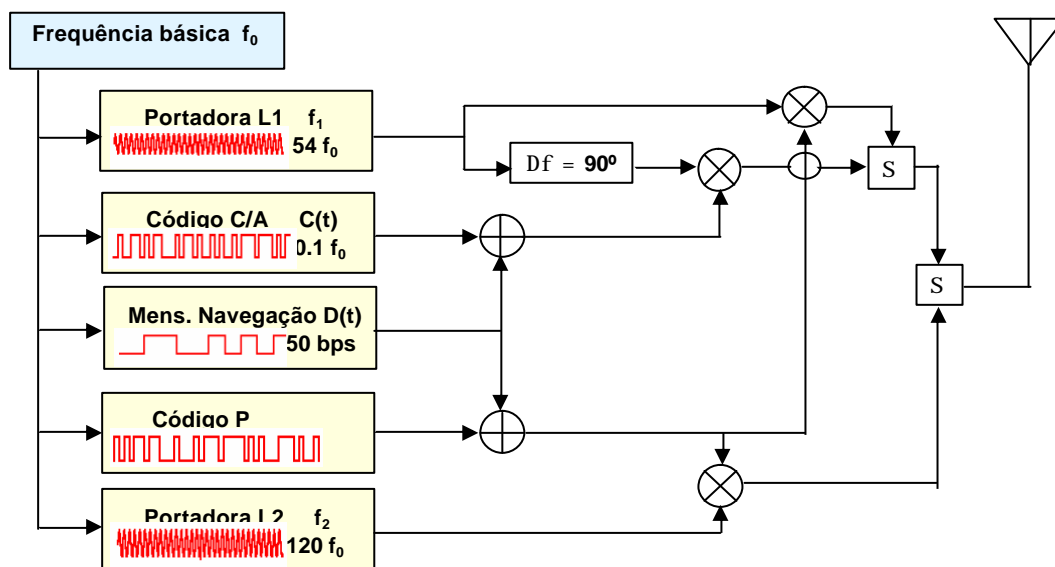 Frequência básica f₀
Portadora L1 f₁
54 f₀
Df = 90º
S
Código C/A C(t)
0.1 f₀
S
Mens. Navegação D(t)
50 bps
Código P
Portadora L2 f₂
120 f₀